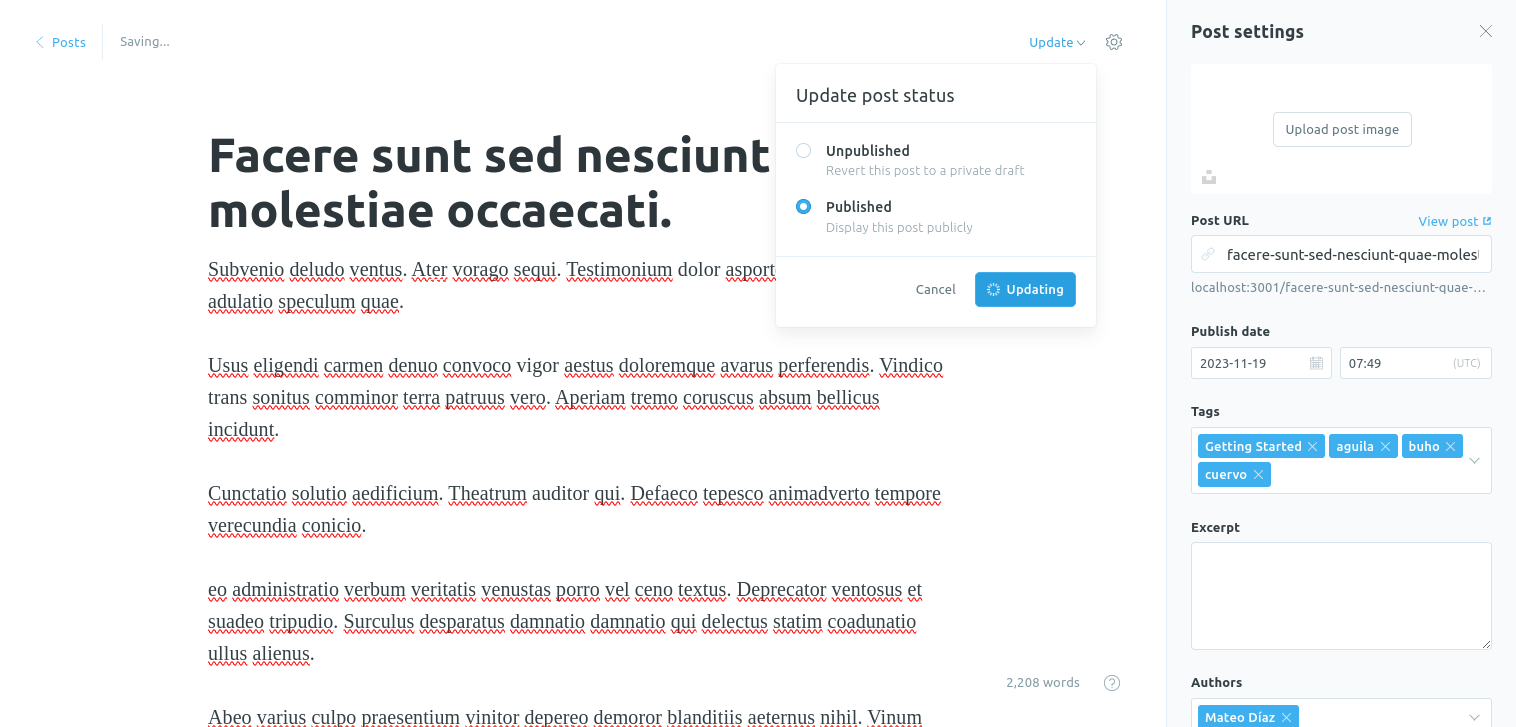 Posts
Saving...
Update
Update post status
Unpublished
Revert this post to a private draft
Published
Display this post publicly
Cancel
Updating
Facere sunt sed nesciunt
molestiae occaecati.
Subvenio deludo ventus. Ater vorago sequi. Testimonium dolor asport
adulatio speculum quae.
Usus eligendi carmen denuo convoco vigor aestus doloremque avarus perferendis. Vindico
trans sonitus comminor terra patruus vero. Aperiam tremo coruscus absum bellicus
incidunt.
Cunctatio solutio aedificium. Theatrum auditor qui. Defaeco tepesco animadverto tempore
verecundia conicio.
eo administratio verbum veritatis venustas porro vel ceno textus. Deprecator ventosus et
suadeo tripudio. Surculus desparatus damnatio damnatio qui delectus statim coadunatio
ullus alienus.
Abeo varius culpo praesentium vinitor depereo demoror blanditiis aeternus nihil. Vinum
2,208 words
Post settings
Upload post image
Post URL
View post
facere-sunt-sed-nesciunt-quae-molest
localhost:3001/facere-sunt-sed-nesciunt-quae-...
Publish date
2023-11-19
07:49
(UTC)
Tags
Getting Started
aguila
buho
cuervo
Excerpt
Authors
Mateo Díaz